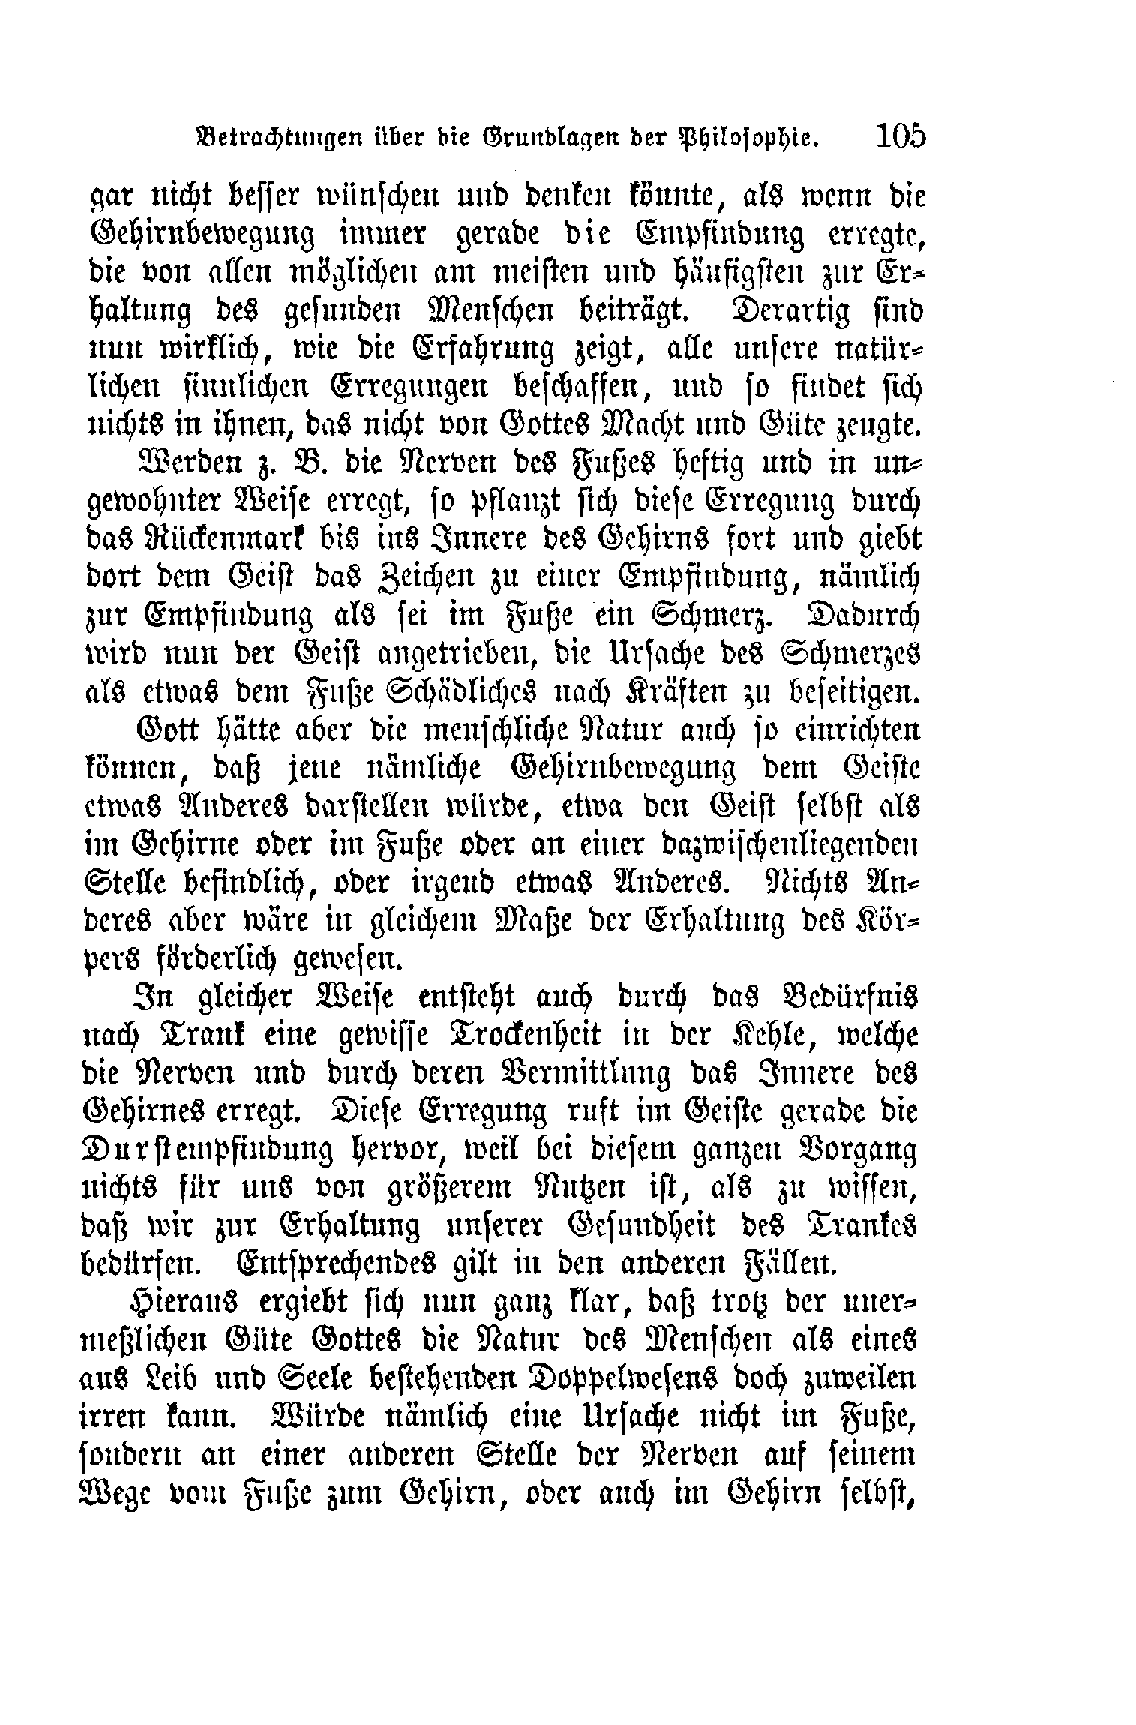 Betrachtungen über die Grundlagen der Philosophie. 105
gar nicht besser wünschen und denken könnte, als wenn die
Gehirnbewegung immer gerade die Empfindung erregte,
die von allen möglichen am meisten und häufigsten zur Er-
haltung des gesunden Menschen beiträgt. Derartig sind
nun wirklich, wie die Erfahrung zeigt, alle unsere natür-
lichen sinnlichen Erregungen beschaffen, und so findet sich
nichts in ihnen, das nicht von Gottes Macht und Güte zeugte.
Werden z. B. die Nerven des Fußes heftig und in un-
gewohnter Weise erregt, so pflanzt sich diese Erregung durch
das Rückenmark bis ins Innere des Gehirns fort und giebt
dort dem Geist das Zeichen zu einer Empfindung, nämlich
zur Empfindung als sei im Fuße ein Schmerz. Dadurch
wird nun der Geist angetrieben, die Ursache des Schmerzes
als etwas dem Fuße Schädliches nach Kräften zu beseitigen.
Gott hätte aber die menschliche Natur auch so einrichten
können, daß jene nämliche Gehirnbewegung dem Geiste
etwas Anderes darstellen würde, etwa den Geist selbst als
im Gehirne oder im Fuße oder an einer dazwischenliegenden
Stelle befindlich, oder irgend etwas Anderes. Nichts An-
deres aber wäre in gleichem Maße der Erhaltung des Kör-
pers förderlich gewesen.
In gleicher Weise entsteht auch durch das Bedürfnis
nach Trank eine gewisse Trockenheit in der Kehle, welche
die Nerven und durch deren Vermittlung das Innere des
Gehirnes erregt. Diese Erregung ruft im Geiste gerade die
Durstempfindung hervor, weil bei diesem ganzen Vorgang
nichts für uns von größerem Nutzen ist, als zu wissen,
daß wir zur Erhaltung unserer Gesundheit des Trankes
bedürfen. Entsprechendes gilt in den anderen Fällen.
Hieraus ergiebt sich nun ganz klar, daß trotz der uner-
meßlichen Güte Gottes die Natur des Menschen als eines
aus Leib und Seele bestehenden Doppelwesens doch zuweilen
irren kann. Würde nämlich eine Ursache nicht im Fuße,
sondern an einer anderen Stelle der Nerven auf seinem
Wege vom Fuße zum Gehirn, oder auch im Gehirn selbst,